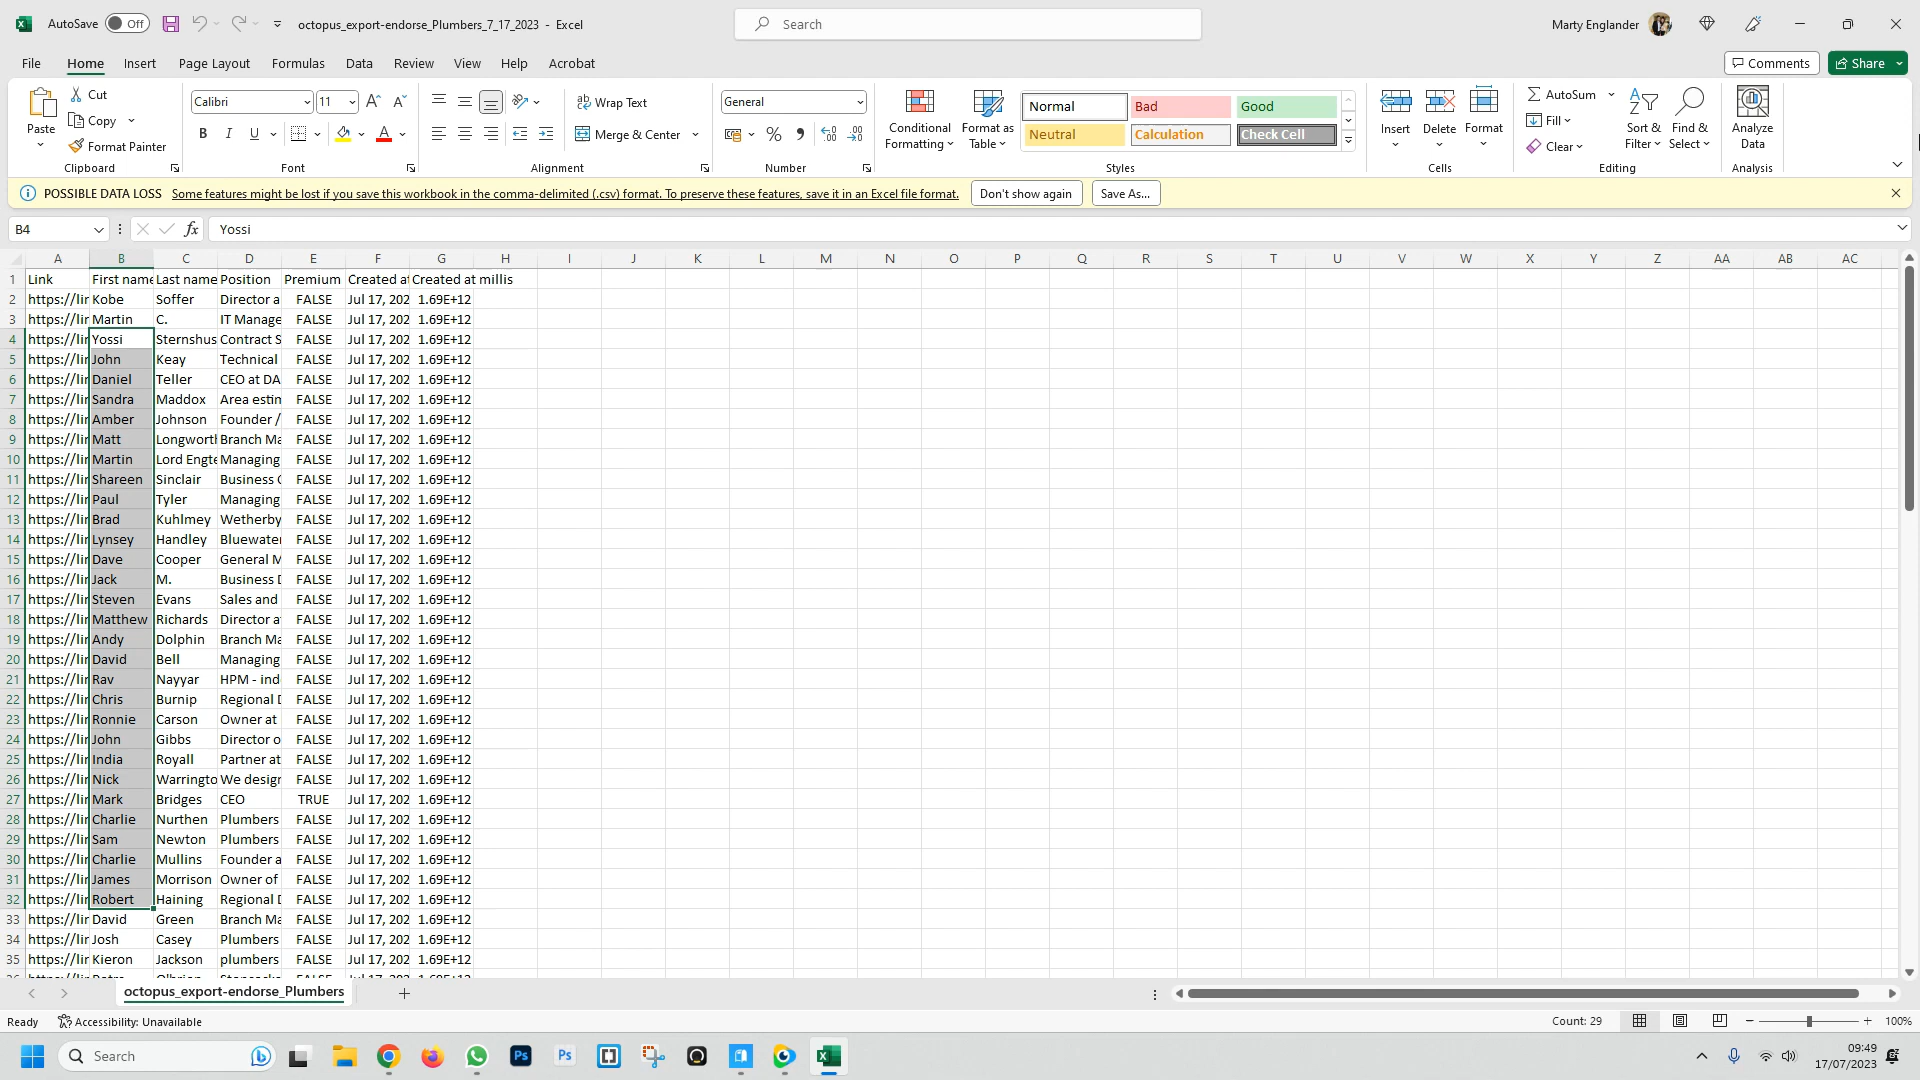 AutoSave Off octopus_export-endorse_Plumbers_7_17_2023 - Excel Search Marty Englander
File Home Insert Page Layout Formulas Data Review View Help Acrobat Comments Share
Paste Cut Copy Format Painter Clipboard
Calibri 11 B I U Font
Wrap Text Merge & Center Alignment
General % Number
Conditional Formatting Format as Table Normal Bad Good Neutral Calculation Check Cell Styles
Insert Delete Format Cells
AutoSum Fill Clear Sort & Filter Find & Select Editing
Analyze Data Analysis
POSSIBLE DATA LOSS Some features might be lost if you save this workbook in the comma-delimited (.csv) format. To preserve these features, save it in an Excel file format. Don't show again Save As...
B4 fx Yossi
A B C D E F G H I J K L M N O P Q R S T U V W X Y Z AA AB AC
1 Link First name Last name Position Premium Created at Created at millis
2 https://lir Kobe Soffer Director a FALSE Jul 17, 202 1.69E+12
3 https://lir Martin C. IT Manage FALSE Jul 17, 202 1.69E+12
4 https://lir Yossi Sternshus Contract S FALSE Jul 17, 202 1.69E+12
5 https://lir John Keay Technical FALSE Jul 17, 202 1.69E+12
6 https://lir Daniel Teller CEO at DA FALSE Jul 17, 202 1.69E+12
7 https://lir Sandra Maddox Area estin FALSE Jul 17, 202 1.69E+12
8 https://lir Amber Johnson Founder / FALSE Jul 17, 202 1.69E+12
9 https://lir Matt Longworth Branch Ma FALSE Jul 17, 202 1.69E+12
10 https://lir Martin Lord Engte Managing FALSE Jul 17, 202 1.69E+12
11 https://lir Shareen Sinclair Business C FALSE Jul 17, 202 1.69E+12
12 https://lir Paul Tyler Managing FALSE Jul 17, 202 1.69E+12
13 https://lir Brad Kuhlmey Wetherby FALSE Jul 17, 202 1.69E+12
14 https://lir Lynsey Handley Bluewater FALSE Jul 17, 202 1.69E+12
15 https://lir Dave Cooper General M FALSE Jul 17, 202 1.69E+12
16 https://lir Jack M. Business D FALSE Jul 17, 202 1.69E+12
17 https://lir Steven Evans Sales and FALSE Jul 17, 202 1.69E+12
18 https://lir Matthew Richards Director a FALSE Jul 17, 202 1.69E+12
19 https://lir Andy Dolphin Branch Ma FALSE Jul 17, 202 1.69E+12
20 https://lir David Bell Managing FALSE Jul 17, 202 1.69E+12
21 https://lir Rav Nayyar HPM - ind FALSE Jul 17, 202 1.69E+12
22 https://lir Chris Burnip Regional D FALSE Jul 17, 202 1.69E+12
23 https://lir Ronnie Carson Owner at FALSE Jul 17, 202 1.69E+12
24 https://lir John Gibbs Director o FALSE Jul 17, 202 1.69E+12
25 https://lir India Royall Partner at FALSE Jul 17, 202 1.69E+12
26 https://lir Nick Warringto We design FALSE Jul 17, 202 1.69E+12
27 https://lir Mark Bridges CEO TRUE Jul 17, 202 1.69E+12
28 https://lir Charlie Nurthen Plumbers FALSE Jul 17, 202 1.69E+12
29 https://lir Sam Newton Plumbers FALSE Jul 17, 202 1.69E+12
30 https://lir Charlie Mullins Founder a FALSE Jul 17, 202 1.69E+12
31 https://lir James Morrison Owner of FALSE Jul 17, 202 1.69E+12
32 https://lir Robert Haining Regional D FALSE Jul 17, 202 1.69E+12
33 https://lir David Green Branch Ma FALSE Jul 17, 202 1.69E+12
34 https://lir Josh Casey Plumbers FALSE Jul 17, 202 1.69E+12
35 https://lir Kieron Jackson plumbers FALSE Jul 17, 202 1.69E+12
octopus_export-endorse_Plumbers
Ready Accessibility: Unavailable Count: 29 100%
Search Ps Ps 09:49
17/07/2023